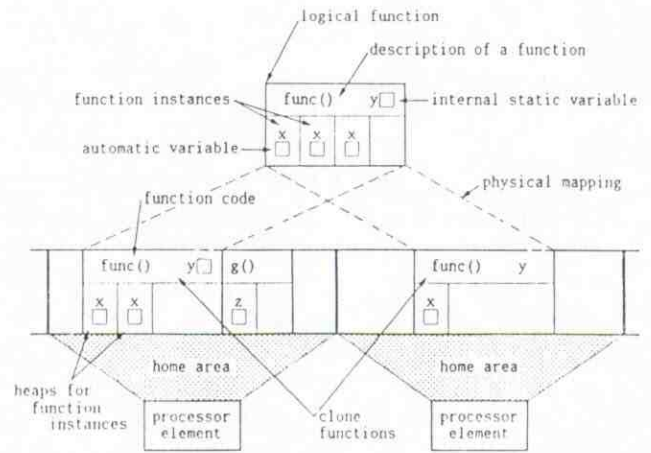 logical function
description of a function
function instances
func() y
internal static variable
x x x
automatic variable
physical mapping
function code
func() y
g()
func() y
x x
z
x
home area
home area
heaps for
function
instances
clone
functions
processor
element
processor
element